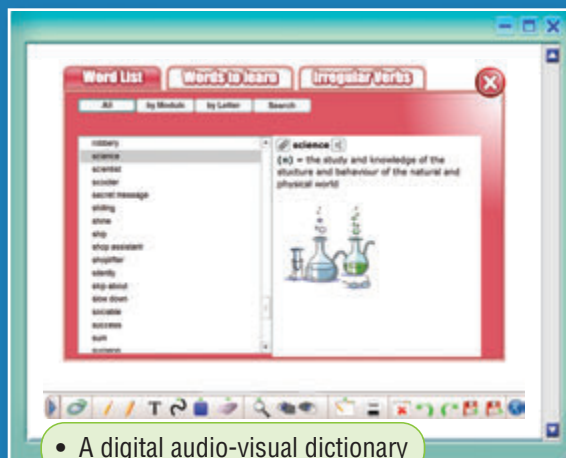 Word List
Words to learn
Irregular Verbs
All
by Module
by Letter
Search
robbery
science
scientist
scooter
secret message
shine
ship
shop assistant
shoplifter
silently
skip about
slow down
sociable
success
sum
science
(n) = the study and knowledge of the
stucture and behaviour of the natural and
physical world
T
• A digital audio-visual dictionary